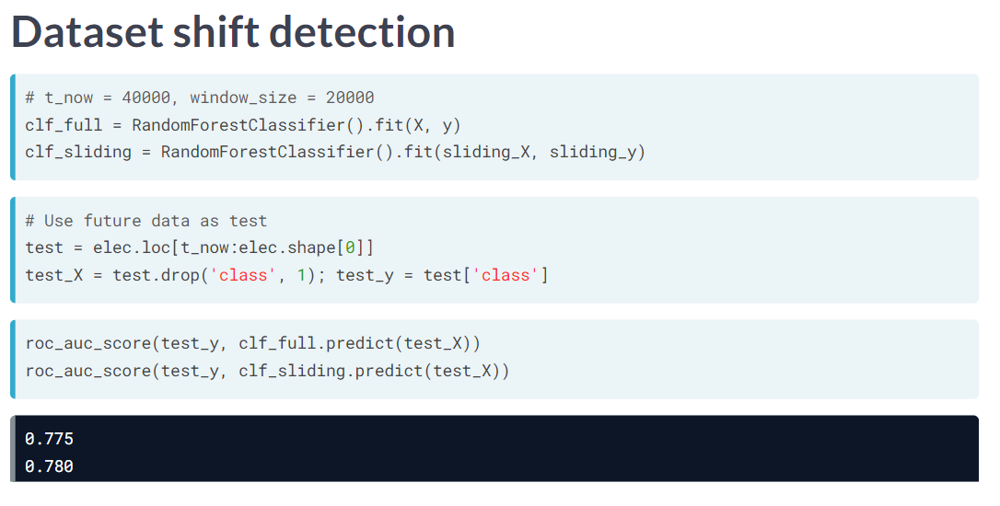 Dataset shift detection
# t_now = 40000, window_size = 20000
clf_full = RandomForestClassifier().fit(X, y)
clf_sliding = RandomForestClassifier().fit(sliding_X, sliding_y)
# Use future data as test
test = elec.loc[t_now:elec.shape[0]]
test_X = test.drop('class', 1); test_y = test['class']
roc_auc_score(test_y, clf_full.predict(test_X))
roc_auc_score(test_y, clf_sliding.predict(test_X))
0.775
0.780